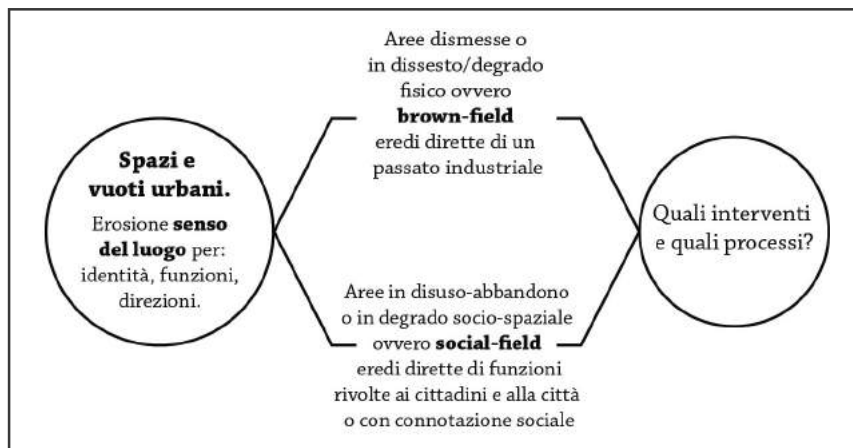 Spazi e
vuoti urbani.
Erosione senso
del luogo per:
identità, funzioni,
direzioni.
Aree dismesse o
in dissesto/degrado
fisico ovvero
brown-field
eredi dirette di un
passato industriale
Aree in disuso-abbandono
o in degrado socio-spaziale
ovvero social-field
eredi dirette di funzioni
rivolte ai cittadini e alla città
o con connotazione sociale
Quali interventi
e quali processi?